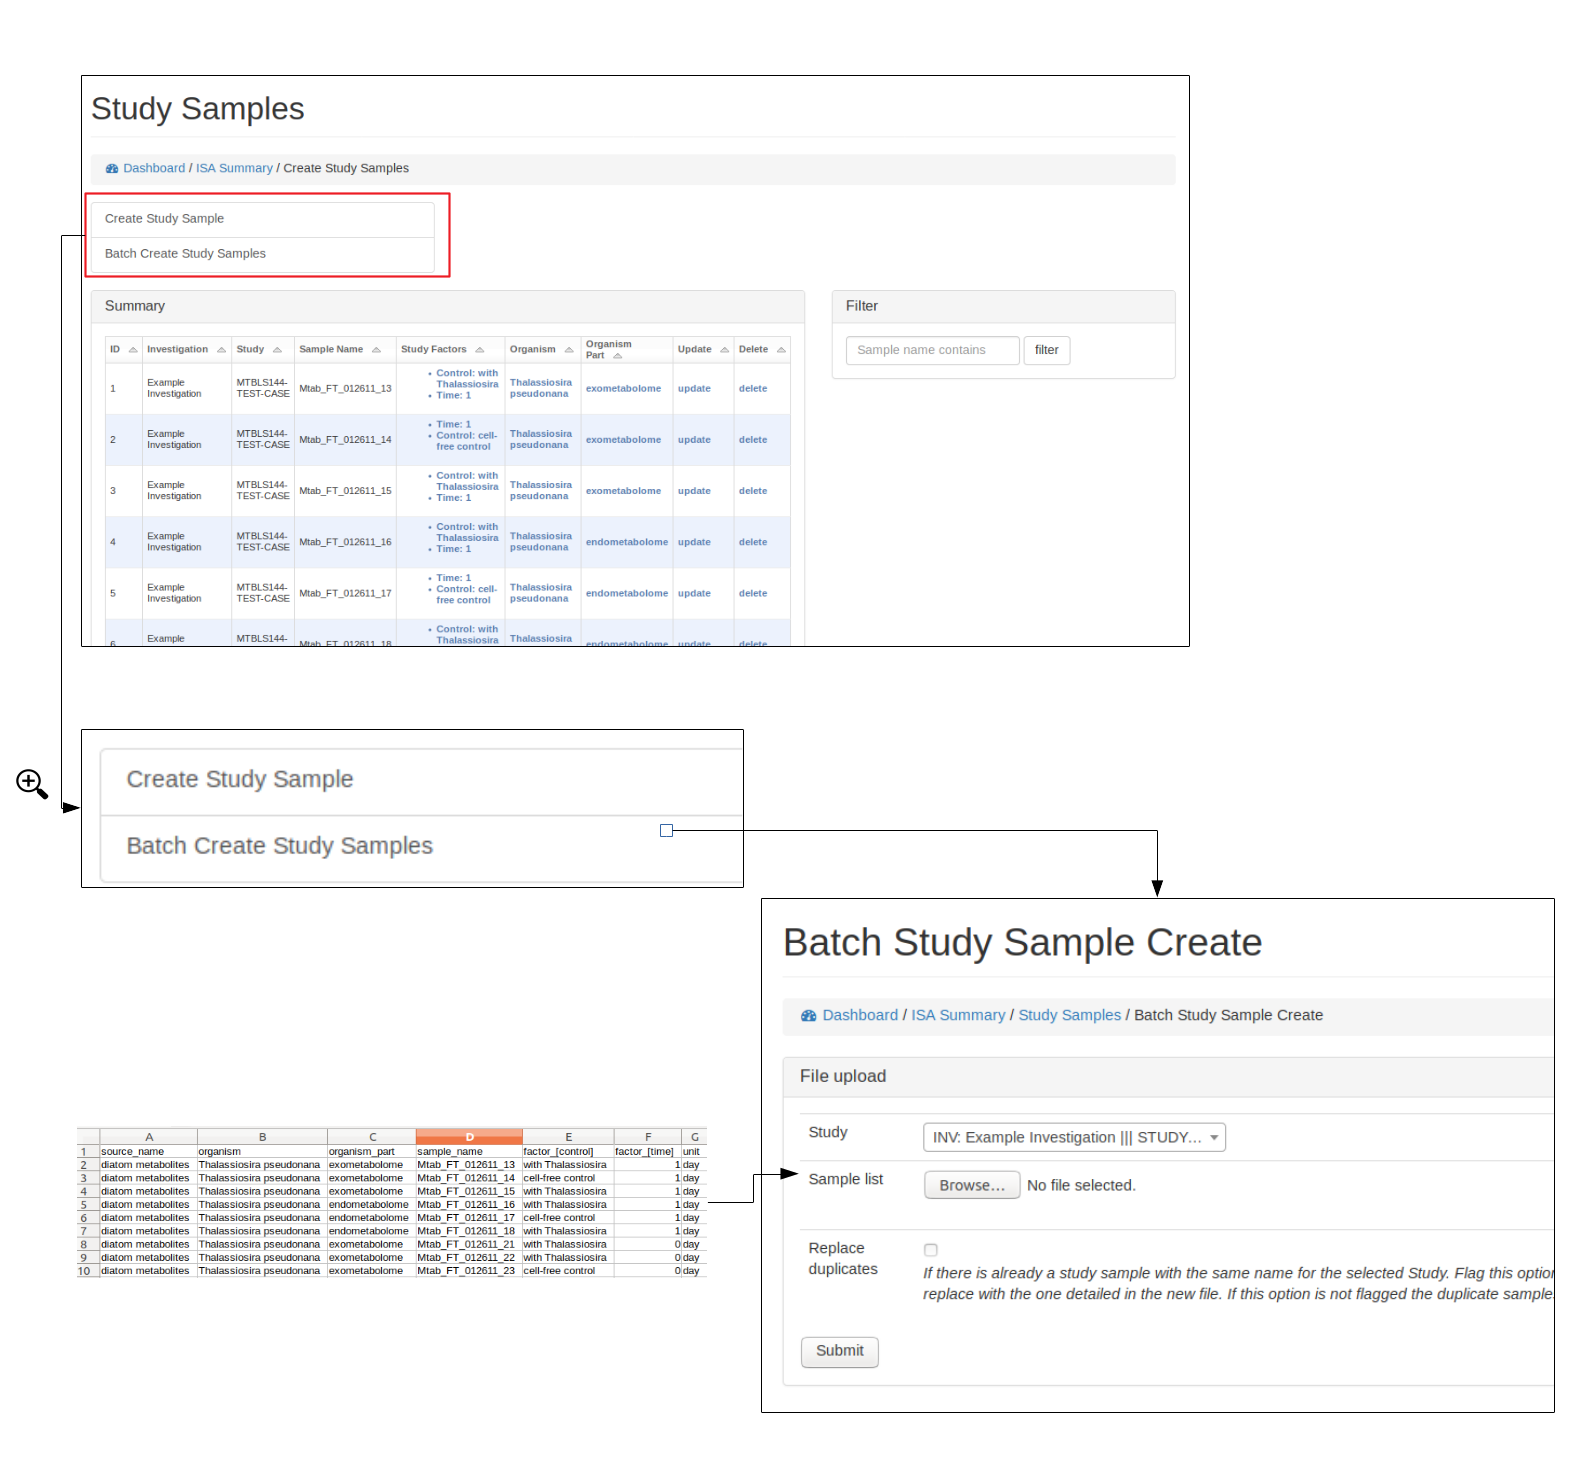 Study Samples
Dashboard / ISA Summary / Create Study Samples
Create Study Sample
Batch Create Study Samples
Summary
Filter
Sample name contains
filter
ID Investigation Study Sample Name Study Factors Organism Organism Part Update Delete
1 Example Investigation MTBLS144-TEST-CASE Mtab_FT_012611_13 • Control: with Thalassiosira • Time: 1 Thalassiosira pseudonana exometabolome update delete
2 Example Investigation MTBLS144-TEST-CASE Mtab_FT_012611_14 • Time: 1 • Control: cell-free control Thalassiosira pseudonana exometabolome update delete
3 Example Investigation MTBLS144-TEST-CASE Mtab_FT_012611_15 • Control: with Thalassiosira • Time: 1 Thalassiosira pseudonana exometabolome update delete
4 Example Investigation MTBLS144-TEST-CASE Mtab_FT_012611_16 • Control: with Thalassiosira • Time: 1 Thalassiosira pseudonana endometabolome update delete
5 Example Investigation MTBLS144-TEST-CASE Mtab_FT_012611_17 • Time: 1 • Control: cell-free control Thalassiosira pseudonana endometabolome update delete
6 Example MTBLS144- Mtab_FT_012611_18 • Control: with Thalassiosira Thalassiosira endometabolome update delete
Create Study Sample
Batch Create Study Samples
Batch Study Sample Create
Dashboard / ISA Summary / Study Samples / Batch Study Sample Create
File upload
Study INV: Example Investigation ||| STUDY...
Sample list Browse... No file selected.
Replace duplicates
If there is already a study sample with the same name for the selected Study. Flag this option
replace with the one detailed in the new file. If this option is not flagged the duplicate sample
Submit
A B C D E F G
1 source_name organism organism_part sample_name factor_[control] factor_[time] unit
2 diatom metabolites Thalassiosira pseudonana exometabolome Mtab_FT_012611_13 with Thalassiosira 1 day
3 diatom metabolites Thalassiosira pseudonana exometabolome Mtab_FT_012611_14 cell-free control 1 day
4 diatom metabolites Thalassiosira pseudonana exometabolome Mtab_FT_012611_15 with Thalassiosira 1 day
5 diatom metabolites Thalassiosira pseudonana endometabolome Mtab_FT_012611_16 with Thalassiosira 1 day
6 diatom metabolites Thalassiosira pseudonana endometabolome Mtab_FT_012611_17 cell-free control 1 day
7 diatom metabolites Thalassiosira pseudonana endometabolome Mtab_FT_012611_18 with Thalassiosira 1 day
8 diatom metabolites Thalassiosira pseudonana exometabolome Mtab_FT_012611_21 with Thalassiosira 0 day
9 diatom metabolites Thalassiosira pseudonana exometabolome Mtab_FT_012611_22 with Thalassiosira 0 day
10 diatom metabolites Thalassiosira pseudonana exometabolome Mtab_FT_012611_23 cell-free control 0 day